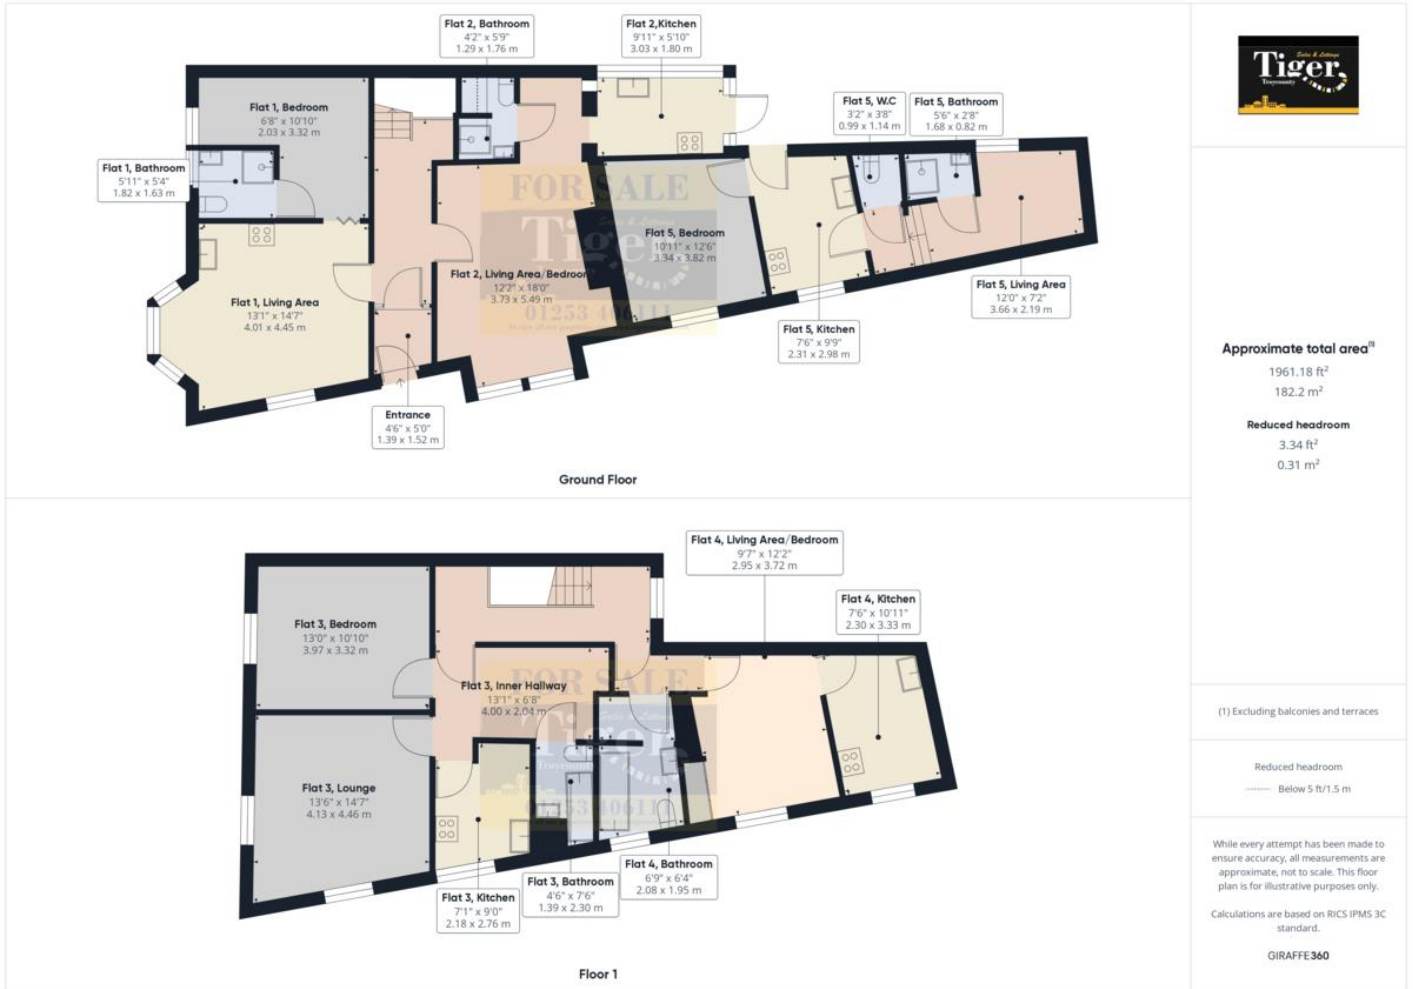 Flat 2, Bathroom
4'2" x 5'9"
1.29 x 1.76 m
Flat 2,Kitchen
9'11" x 5'10"
3.03 x 1.80 m
Flat 1, Bedroom
6'8" x 10'10"
2.03 x 3.32 m
Flat 5, W.C
3'2" x 3'8"
0.99 x 1.14 m
Flat 5, Bathroom
5'6" x 2'8"
1.68 x 0.82 m
Flat 1, Bathroom
5'11" x 5'4"
1.82 x 1.63 m
FOR SALE
Tiger
Flat 5, Bedroom
10'11" x 12'6"
3.34 x 3.82 m
Flat 2, Living Area/Bedroom
12'2" x 18'0"
3.73 x 5.49 m
01253 406111
Flat 1, Living Area
13'1" x 14'7"
4.01 x 4.45 m
Flat 5, Living Area
12'0" x 7'2"
3.66 x 2.19 m
Flat 5, Kitchen
7'6" x 9'9"
2.31 x 2.98 m
Entrance
4'6" x 5'0"
1.39 x 1.52 m
Ground Floor
Flat 4, Living Area/Bedroom
9'7" x 12'2"
2.95 x 3.72 m
Flat 4, Kitchen
7'6" x 10'11"
2.30 x 3.33 m
Flat 3, Bedroom
13'0" x 10'10"
3.97 x 3.32 m
FOR SALE
Flat 3, Inner Hallway
13'1" x 6'8"
4.00 x 2.04 m
Sales & Lettings
Tiger
Troycounty
01253 406111
Flat 3, Lounge
13'6" x 14'7"
4.13 x 4.46 m
Flat 4, Bathroom
6'9" x 6'4"
2.08 x 1.95 m
Flat 3, Bathroom
4'6" x 7'6"
1.39 x 2.30 m
Flat 3, Kitchen
7'1" x 9'0"
2.18 x 2.76 m
Floor 1
Sales & Lettings
Tiger
Troycounty
Approximate total area(1)
1961.18 ft²
182.2 m²
Reduced headroom
3.34 ft²
0.31 m²
(1) Excluding balconies and terraces
Reduced headroom
Below 5 ft/1.5 m
While every attempt has been made to
ensure accuracy, all measurements are
approximate, not to scale. This floor
plan is for illustrative purposes only.
Calculations are based on RICS IPMS 3C
standard.
GIRAFFE360